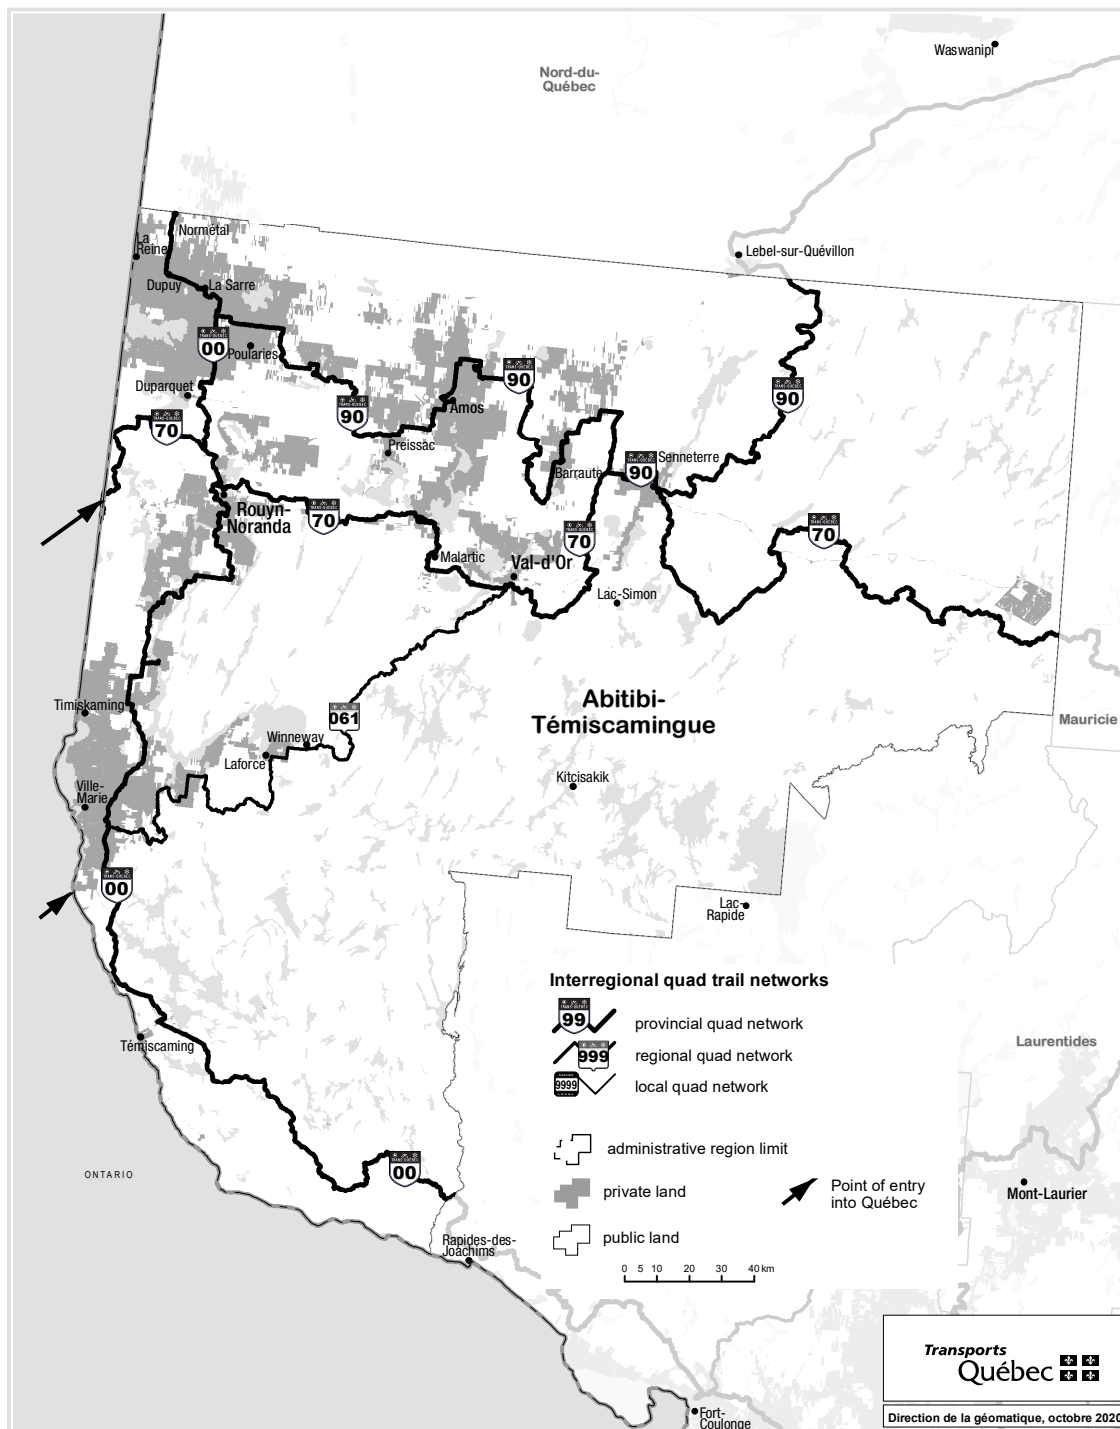 Waswanipi
Nord-du-
Québec
Normétal
La
Reine
Lebel-sur-Quévillon
Dupuy
La Sarre
00
Poularies
Duparquet
90
90
90
70
Amos
Preissac
Barraute
90
Senneterre
Rouyn-
Noranda
70
70
70
Malartic
Val-d'Or
Lac-Simon
Abitibi-
Témiscamingue
Timiskaming
061
Winneway
Laforce
Mauricie
Ville-
Marie
Kitcisakik
00
Lac-
Rapide
Interregional quad trail networks
99
provincial quad network
999
regional quad network
9999
local quad network
Témiscaming
Laurentides
administrative region limit
ONTARIO
00
private land
Point of entry
into Québec
Mont-Laurier
public land
Rapides-des-
Joachims
0 5 10 20 30 40 km
Transports
Québec
Fort-
Coulonge
Direction de la géomatique, octobre 2020